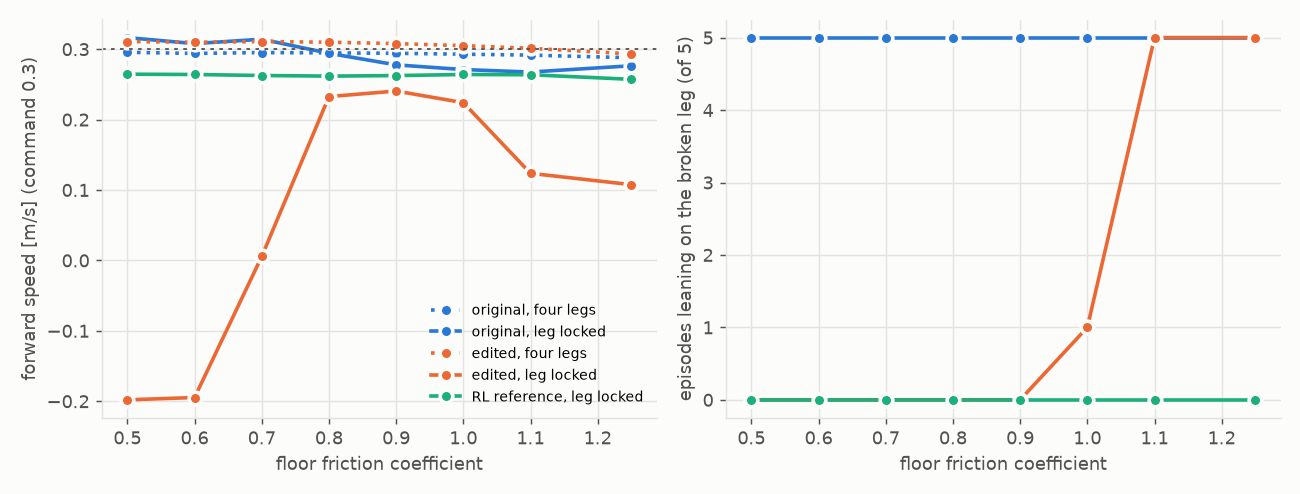 forward speed [m/s] (command 0.3)
0.3
0.2
0.1
0.0
−0.1
−0.2
0.5 0.6 0.7 0.8 0.9 1.0 1.1 1.2
floor friction coefficient
original, four legs
original, leg locked
edited, four legs
edited, leg locked
RL reference, leg locked
episodes leaning on the broken leg (of 5)
5
4
3
2
1
0
0.5 0.6 0.7 0.8 0.9 1.0 1.1 1.2
floor friction coefficient